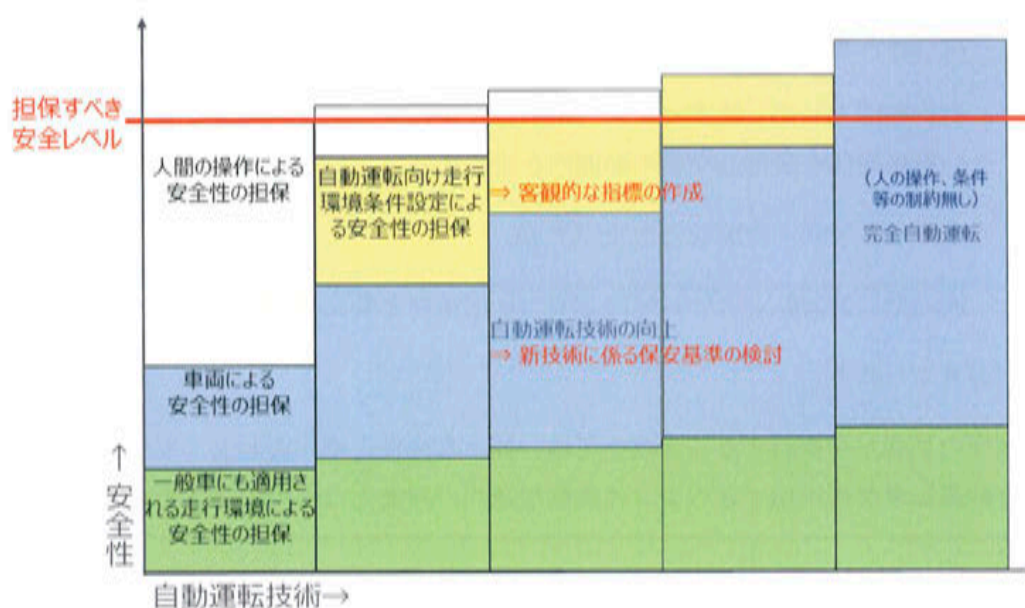 担保すべき
安全レベル
人間の操作による
安全性の担保
車両による
安全性の担保
一般車にも適用さ
れる走行環境による
安全性の担保
自動運転向け走行
環境条件設定によ
る安全性の担保
⇒ 客観的な指標の作成
自動運転技術の向上
⇒ 新技術に係る保安基準の検討
(人の操作、条件
等の制約無し)
完全自動運転
↑安全性
自動運転技術→